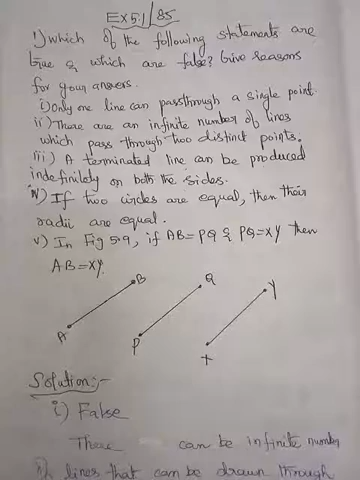 Ex 5.1 / 85
1) Which of the following statements are
true & which are false? Give reasons
for your answers.
i) Only one line can pass through a single point.
ii) There are an infinite number of lines
which pass through two distinct points.
iii) A terminated line can be produced
indefinitely on both the sides.
iv) If two circles are equal, then their
radii are equal.
v) In Fig 5.9, if AB=PQ & PQ=XY then
AB=XY.
B Q Y
A P X
Solution:-
i) False
There can be infinite number
of lines that can be drawn through